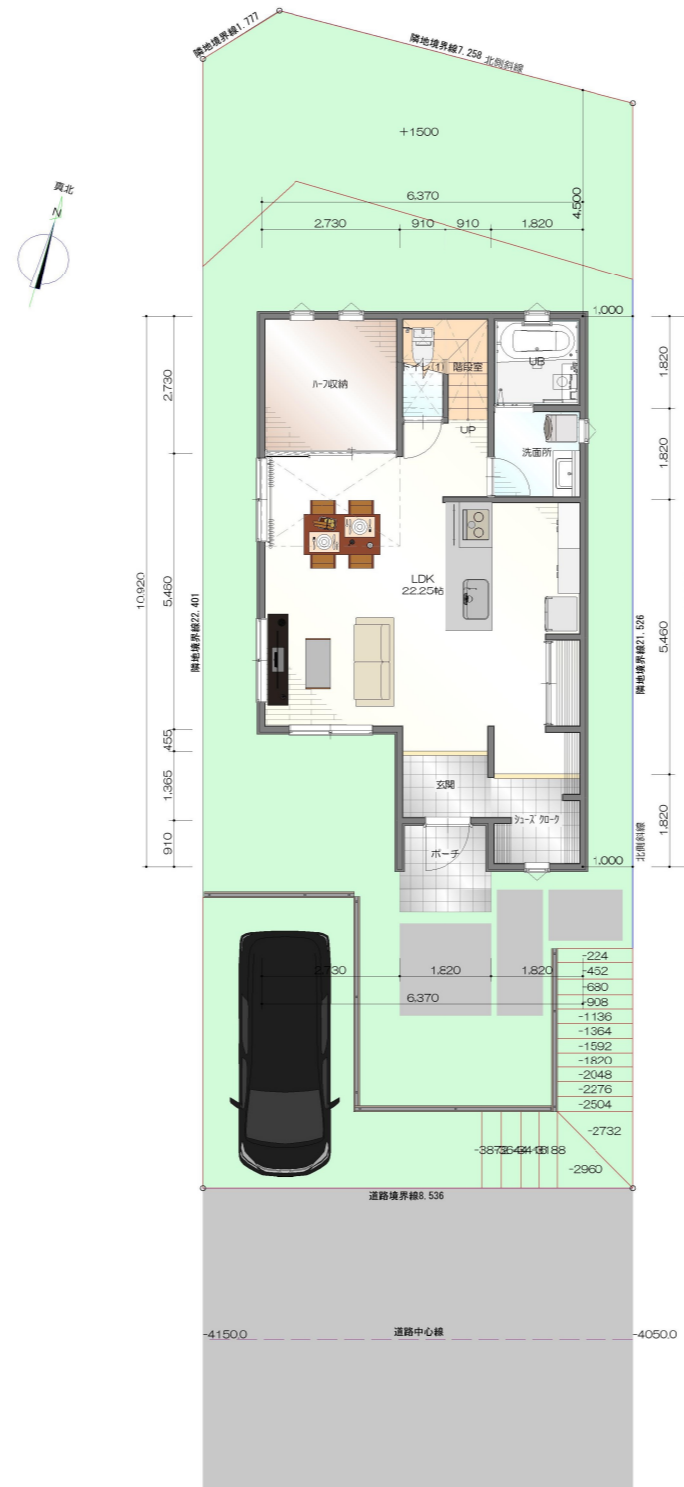 隣地境界線1.777
隣地境界線7.258
北側斜線
真北
N
+1500
6.370
2.730
910
910
1.820
4.500
1.000
10.920
2.730
5.460
455
1.365
910
1.820
1.820
5.460
1.820
ハーフ収納
トイレ(1)
階段室
UP
UB
洗面所
LDK
22.25帖
隣地境界線22.401
隣地境界線21.526
玄関
シューズクローク
ポーチ
北側斜線
1.000
2.730
1.820
1.820
6.370
-224
-452
-680
-908
-1136
-1364
-1592
-1820
-2048
-2276
-2504
-2732
-2960
道路境界線8.536
-4150.0
道路中心線
-4050.0